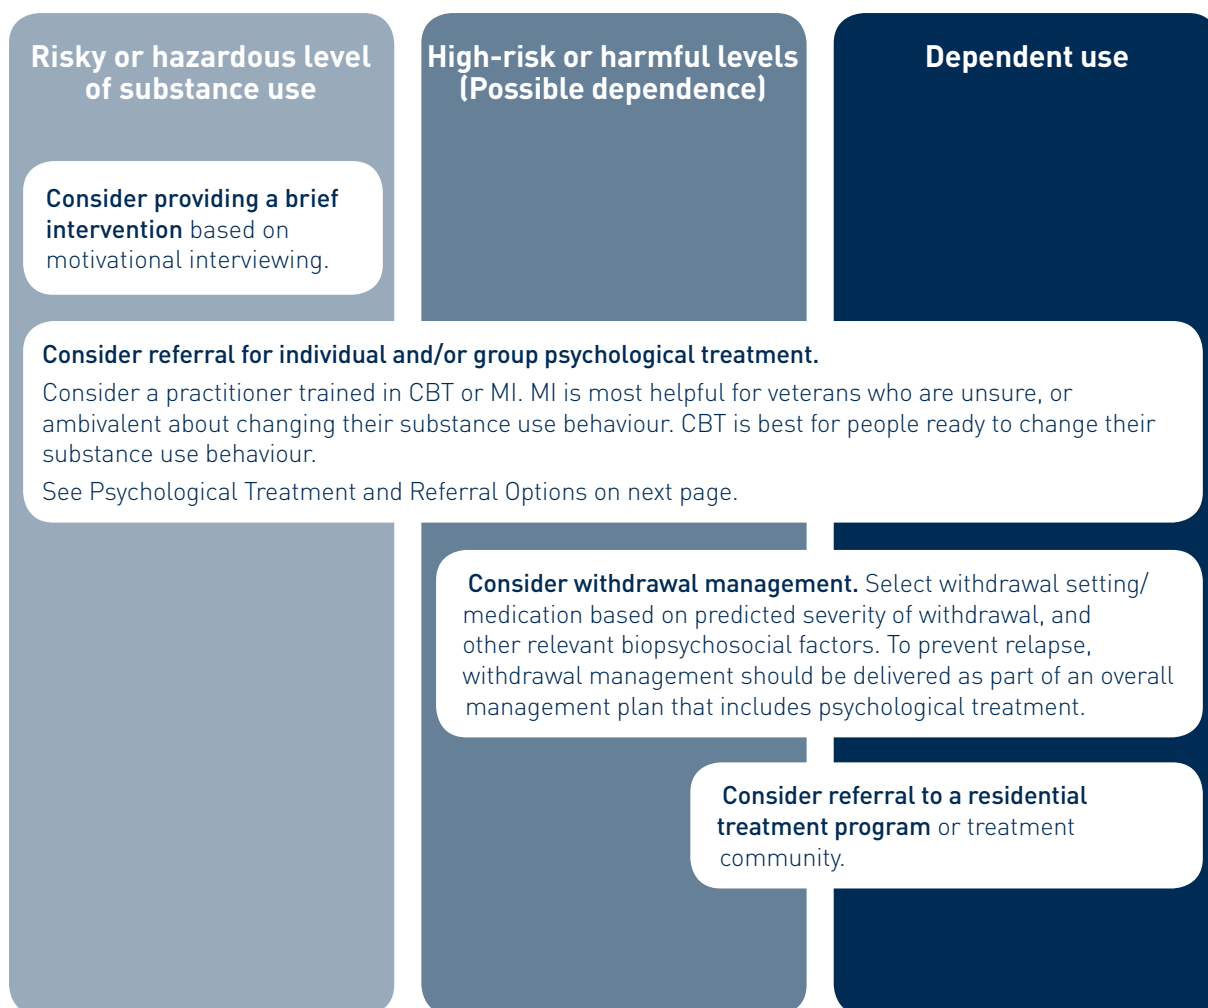 Risky or hazardous level
of substance use
High-risk or harmful levels
(Possible dependence)
Dependent use
Consider providing a brief
intervention based on
motivational interviewing.
Consider referral for individual and/or group psychological treatment.
Consider a practitioner trained in CBT or MI. MI is most helpful for veterans who are unsure, or
ambivalent about changing their substance use behaviour. CBT is best for people ready to change their
substance use behaviour.
See Psychological Treatment and Referral Options on next page.
Consider withdrawal management. Select withdrawal setting/
medication based on predicted severity of withdrawal, and
other relevant biopsychosocial factors. To prevent relapse,
withdrawal management should be delivered as part of an overall
management plan that includes psychological treatment.
Consider referral to a residential
treatment program or treatment
community.